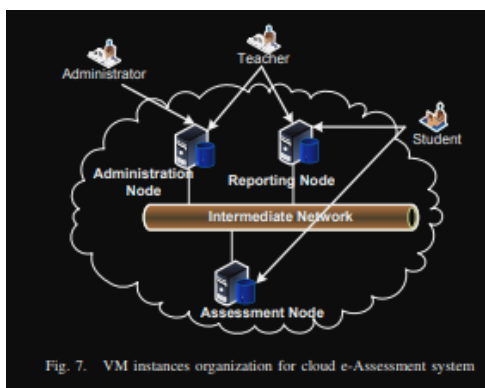 Teacher
Administrator
Student
Administration
Node
Reporting Node
Intermediate Network
Assessment Node
Fig. 7. VM instances organization for cloud e-Assessment system